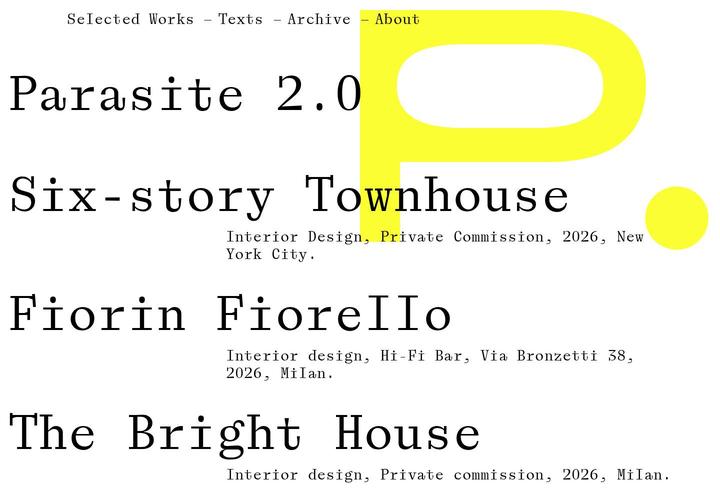 Selected Works – Texts – Archive – About
P.
Parasite 2.0
Six-story Townhouse
Interior Design, Private Commission, 2026, New
York City.
Fiorin Fiorello
Interior design, Hi-Fi Bar, Via Bronzetti 38,
2026, Milan.
The Bright House
Interior design, Private commission, 2026, Milan.